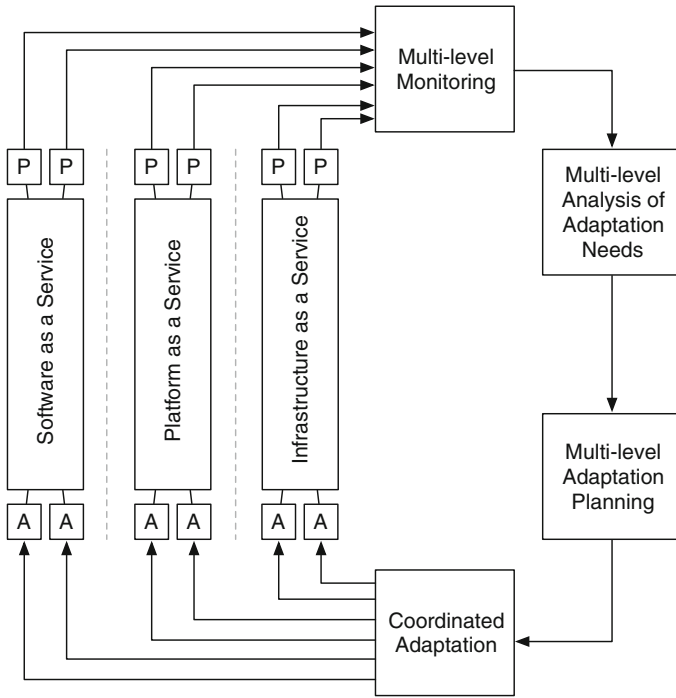 Multi-level
Monitoring
P P P P P P
Multi-level
Analysis of
Adaptation
Needs
Software as a Service
Platform as a Service
Infrastructure as a Service
Multi-level
Adaptation
Planning
A A A A A A
Coordinated
Adaptation